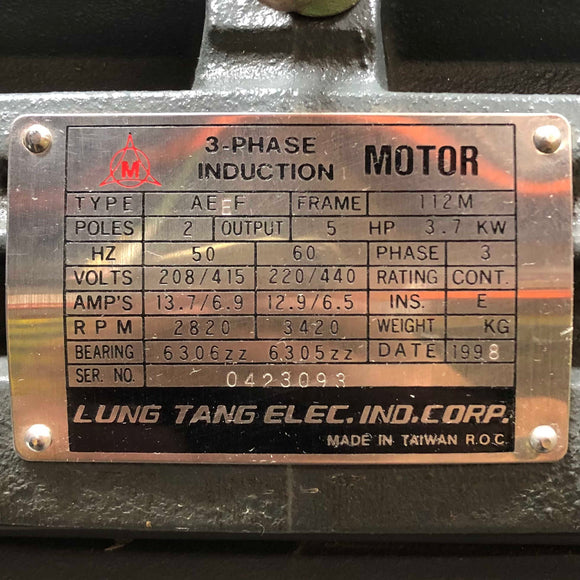 M
3-PHASE INDUCTION MOTOR
TYPE AEEF FRAME 112M
POLES 2 OUTPUT 5 HP 3.7 KW
HZ 50 60 PHASE 3
VOLTS 208/415 220/440 RATING CONT.
AMP'S 13.7/6.9 12.9/6.5 INS. E
RPM 2820 3420 WEIGHT KG
BEARING 6306zz 6305zz DATE 1998
SER. NO. 0423093
LUNG TANG ELEC. IND. CORP.
MADE IN TAIWAN R.O.C.